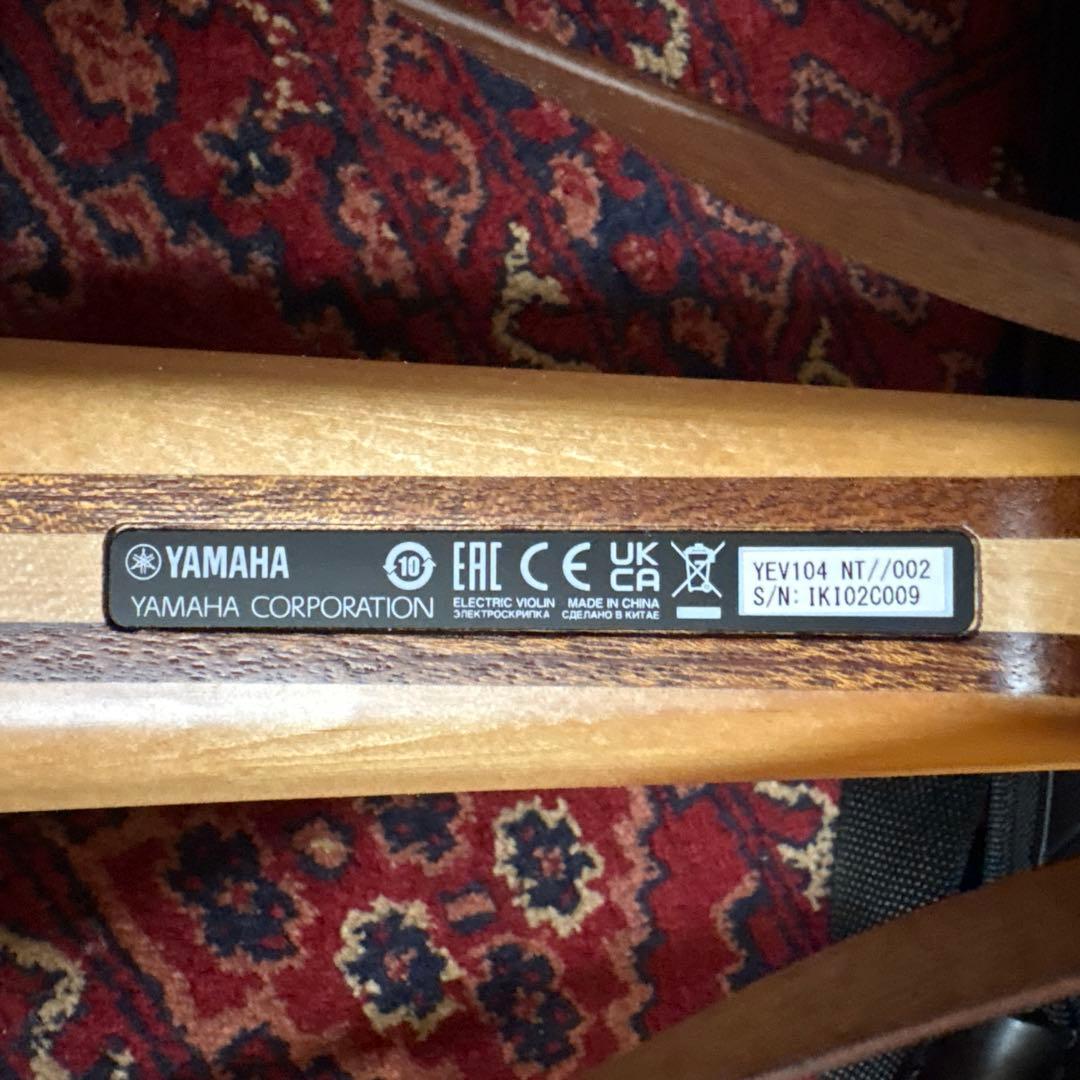 YAMAHA
YAMAHA CORPORATION
10
EAC CE UK CA
ELECTRIC VIOLIN MADE IN CHINA
ЭЛЕКТРОСКРИПКА СДЕЛАНО В КИТАЕ
YEV104 NT//002
S/N: IKI02C009